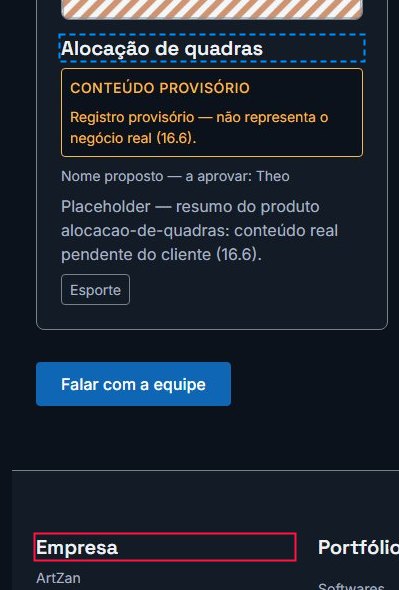 Alocação de quadras
CONTEÚDO PROVISÓRIO
Registro provisório — não representa o
negócio real (16.6).
Nome proposto — a aprovar: Theo
Placeholder — resumo do produto
alocacao-de-quadras: conteúdo real
pendente do cliente (16.6).
Esporte
Falar com a equipe
Empresa
Portfólio
ArtZan
Softwares